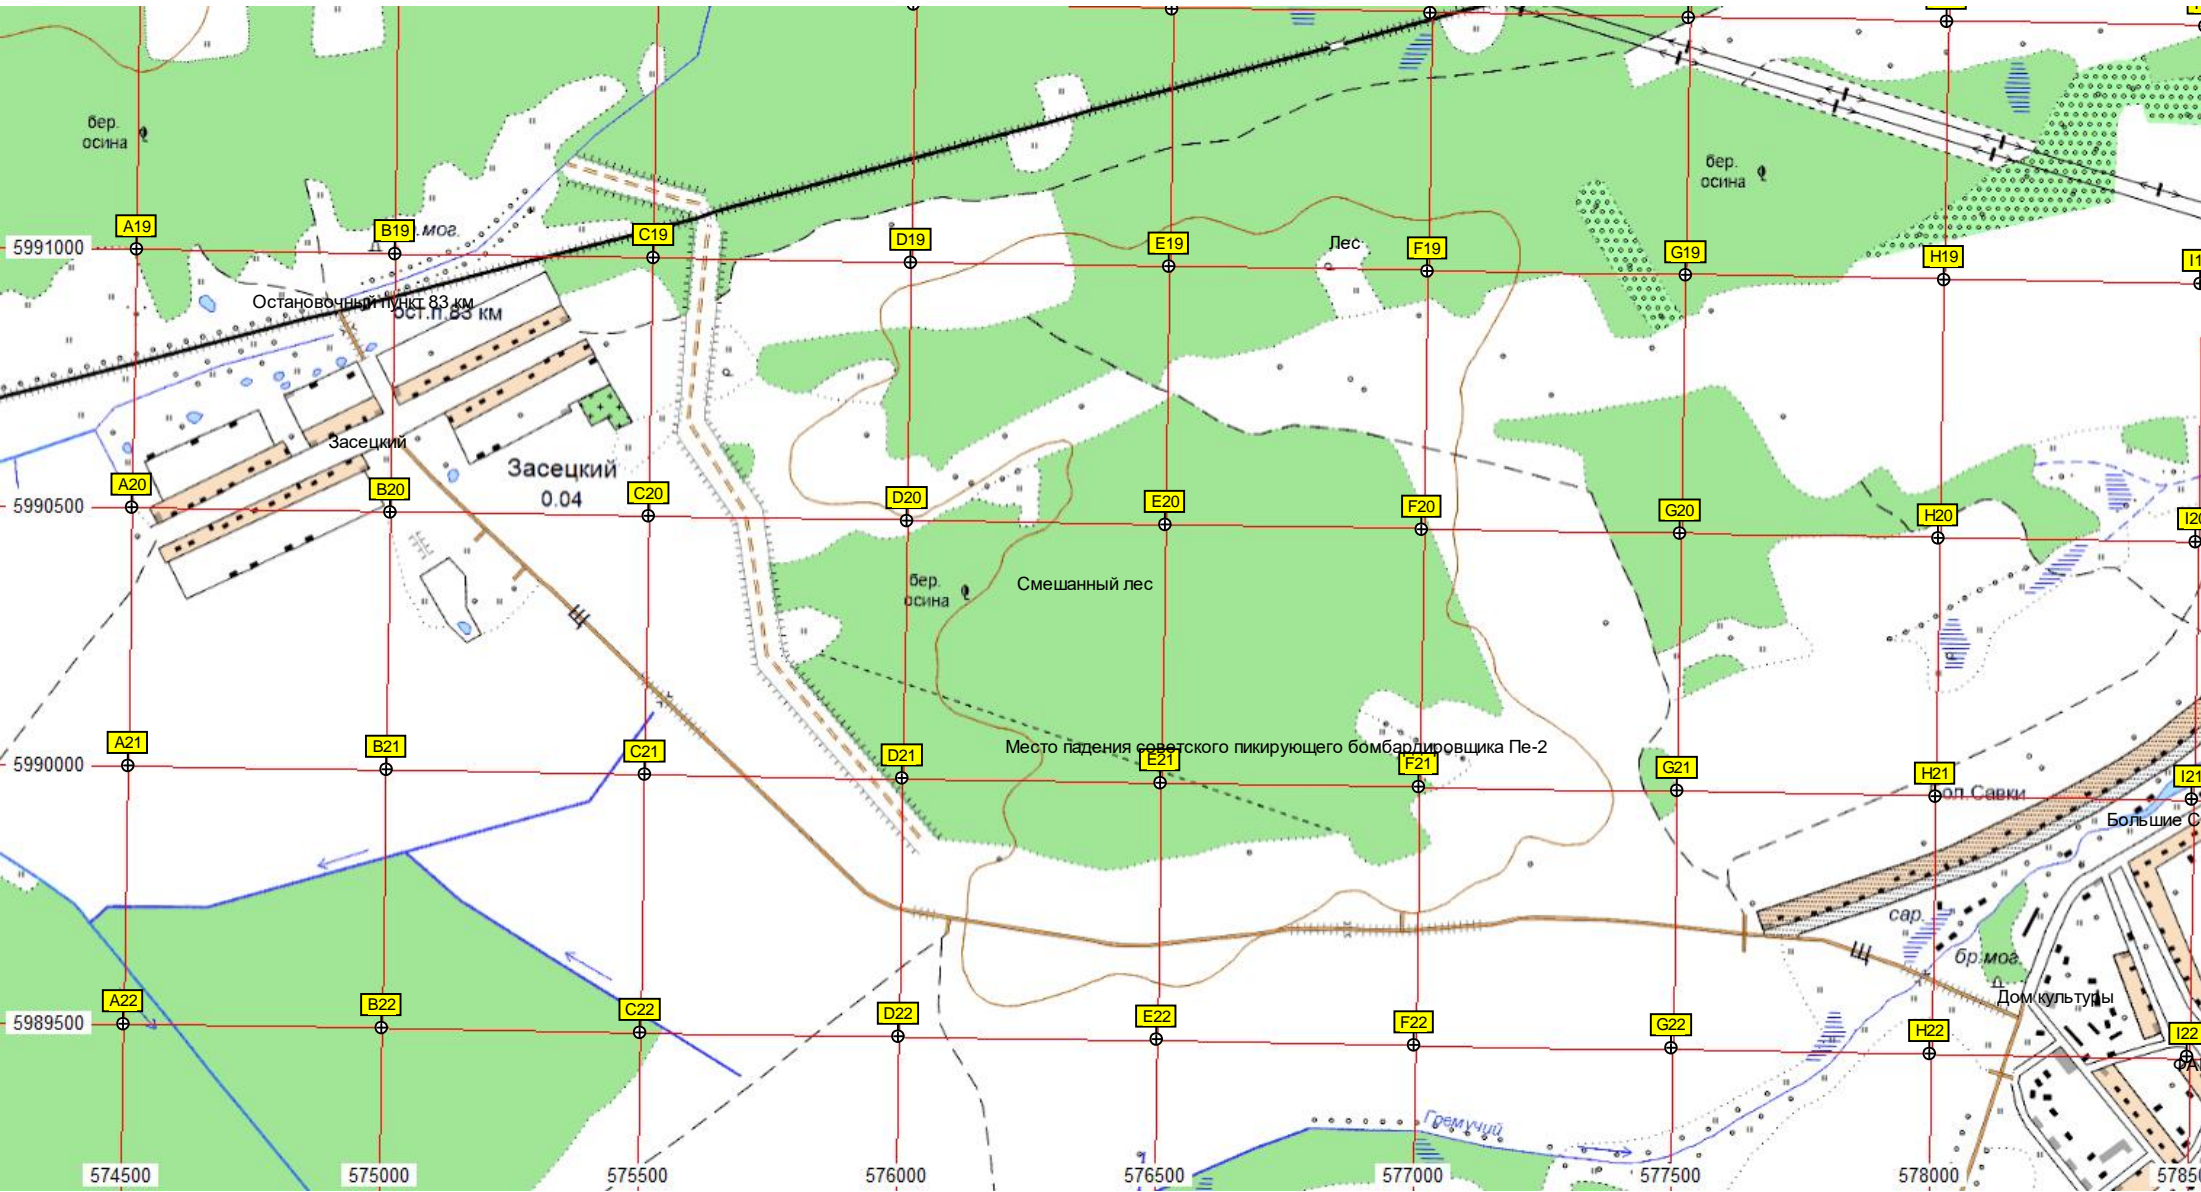 бер.
осина
бер.
осина
A19
B19
C19
D19
E19
F19
G19
H19
5991000
мог.
Лес
Остановочный пункт 83 км
ост.п.83 км
Засецкий
Засецкий
0.04
A20
B20
C20
D20
E20
F20
G20
H20
5990500
бер.
осина
Смешанный лес
Щ
Место падения советского пикирующего бомбардировщика Пе-2
A21
B21
C21
D21
E21
F21
G21
H21
I21
5990000
Савки
Большие С
сар.
Щ
бр.мог.
Дом культуры
A22
B22
C22
D22
E22
F22
G22
H22
I22
5989500
Гремучий
574500
575000
575500
576000
576500
577000
577500
578000